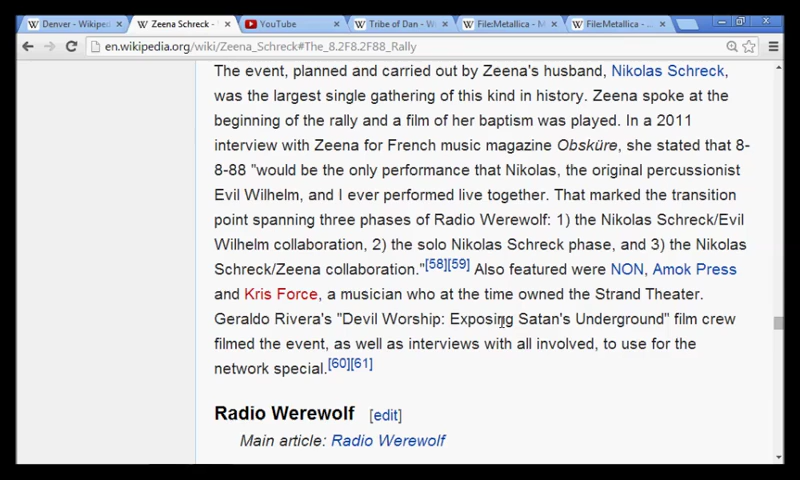 Denver - Wikiped
Zeena Schreck -
YouTube
Tribe of Dan - W
File:Metallica - M
File:Metallica -
en.wikipedia.org/wiki/Zeena_Schreck#The_8.2F8.2F88_Rally
The event, planned and carried out by Zeena's husband, Nikolas Schreck,
was the largest single gathering of this kind in history. Zeena spoke at the
beginning of the rally and a film of her baptism was played. In a 2011
interview with Zeena for French music magazine Obsküre, she stated that 8-
8-88 "would be the only performance that Nikolas, the original percussionist
Evil Wilhelm, and I ever performed live together. That marked the transition
point spanning three phases of Radio Werewolf: 1) the Nikolas Schreck/Evil
Wilhelm collaboration, 2) the solo Nikolas Schreck phase, and 3) the Nikolas
Schreck/Zeena collaboration."[58][59] Also featured were NON, Amok Press
and Kris Force, a musician who at the time owned the Strand Theater.
Geraldo Rivera's "Devil Worship: Exposing Satan's Underground" film crew
filmed the event, as well as interviews with all involved, to use for the
network special.[60][61]
Radio Werewolf [edit]
Main article: Radio Werewolf